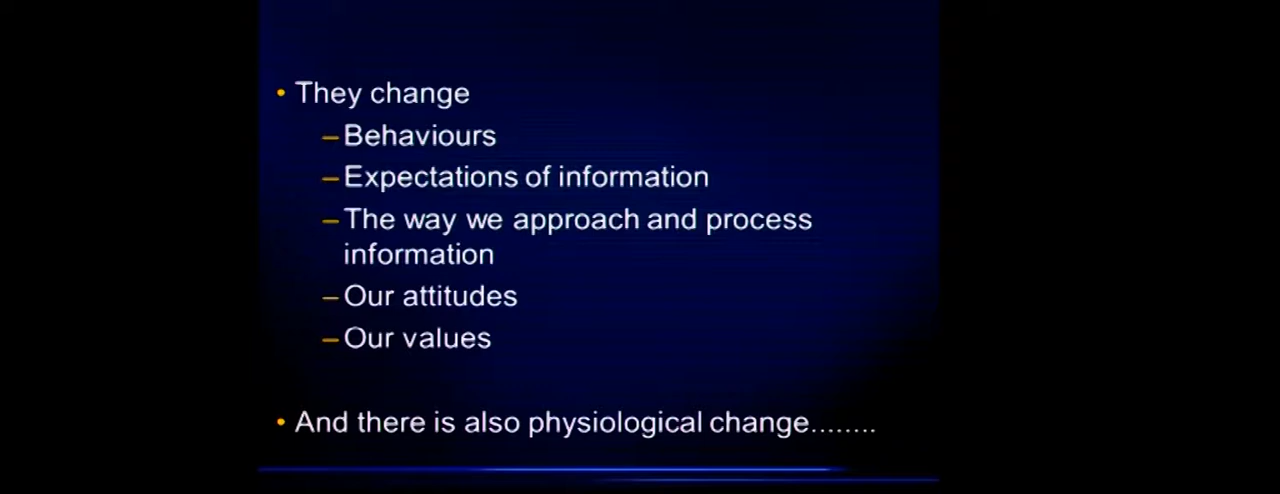 • They change
– Behaviours
– Expectations of information
– The way we approach and process
information
– Our attitudes
– Our values
• And there is also physiological change........